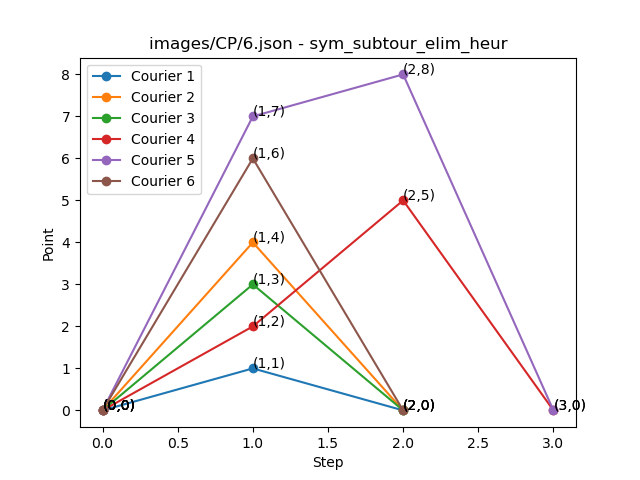 images/CP/6.json - sym_subtour_elim_heur
Courier 1
Courier 2
Courier 3
Courier 4
Courier 5
Courier 6
Point
8
7
6
5
4
3
2
1
0
(2,8)
(1,7)
(1,6)
(2,5)
(1,4)
(1,3)
(1,2)
(1,1)
(0,0)
(2,0)
(3,0)
0.0 0.5 1.0 1.5 2.0 2.5 3.0
Step